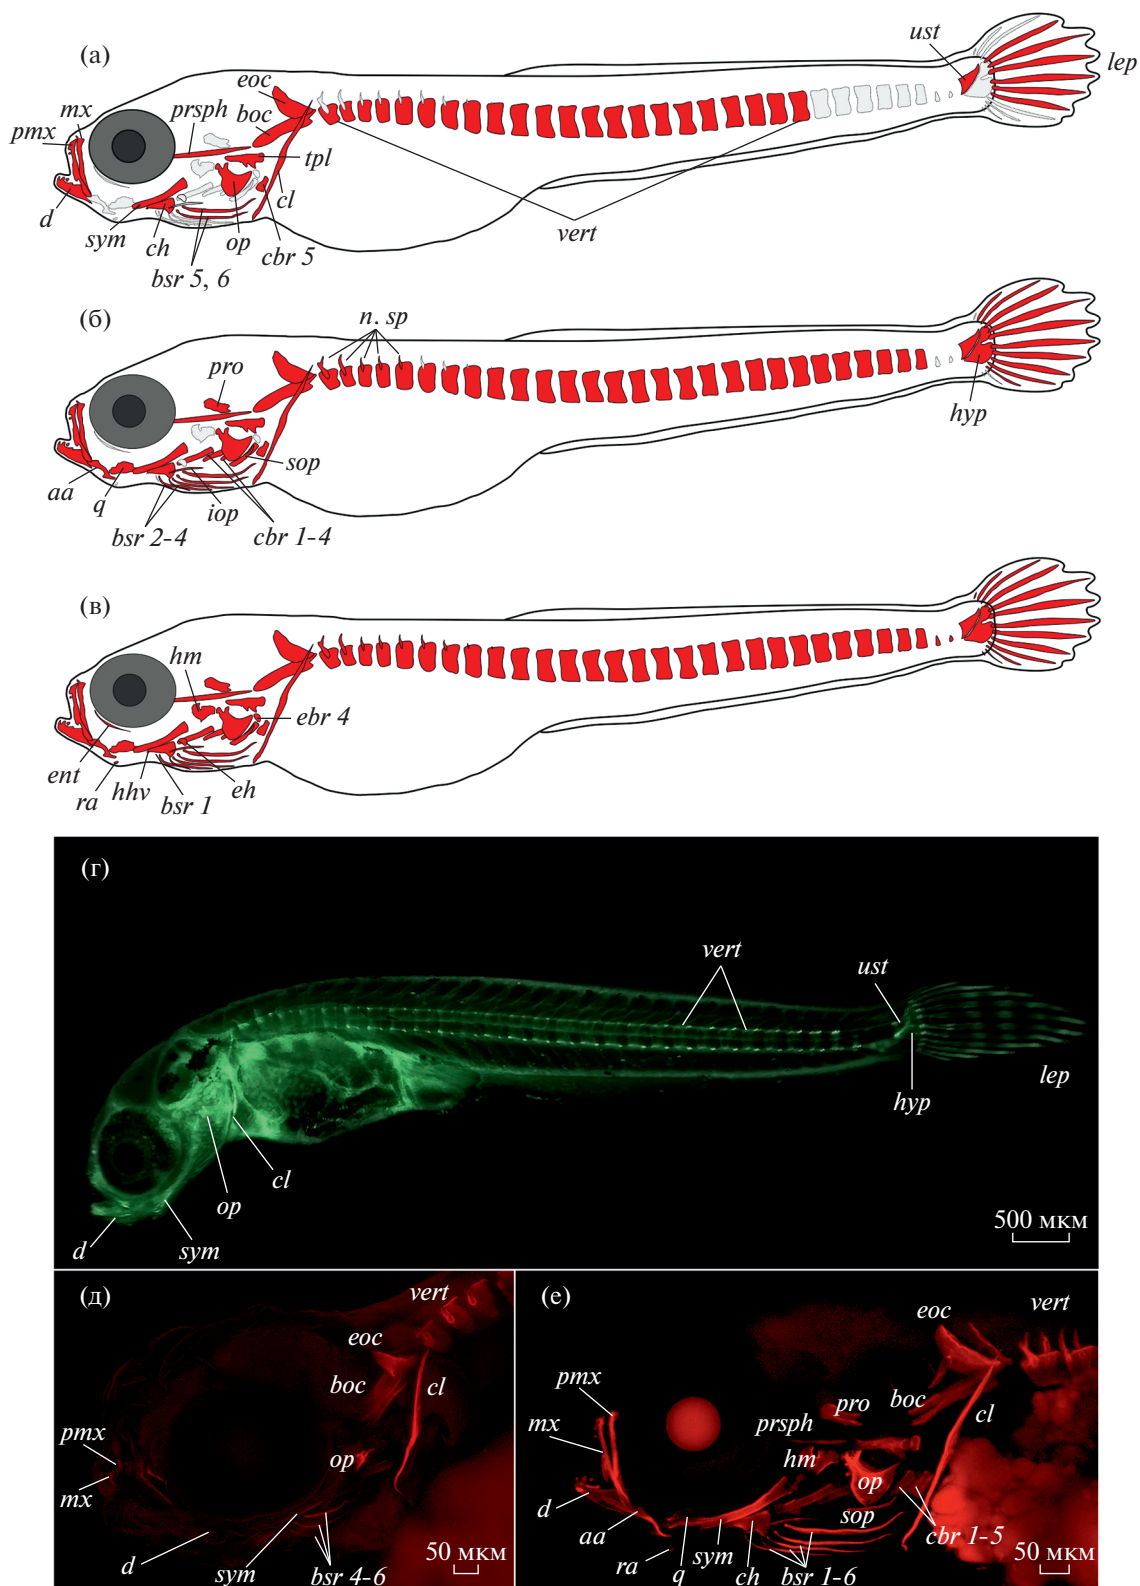 (а)
ust
lep
eoc
mx
prsph
boc
pmx
tpl
d
cl
sym
ch
op
cbr 5
bsr 5, 6
vert
(б)
n. sp
pro
hyp
sop
aa
q
iop
bsr 2-4
cbr 1-4
(в)
hm
ebr 4
ent
ra
hhv
bsr 1
eh
(г)
vert
ust
lep
hyp
cl
op
d
sym
500 мкм
(д)
vert
eoc
boc
cl
pmx
op
mx
d
sym
bsr 4-6
50 мкм
(е)
eoc
vert
pmx
pro
boc
cl
prsph
mx
hm
op
d
sop
aa
cbr 1-5
ra
q
sym
ch
bsr 1-6
50 мкм